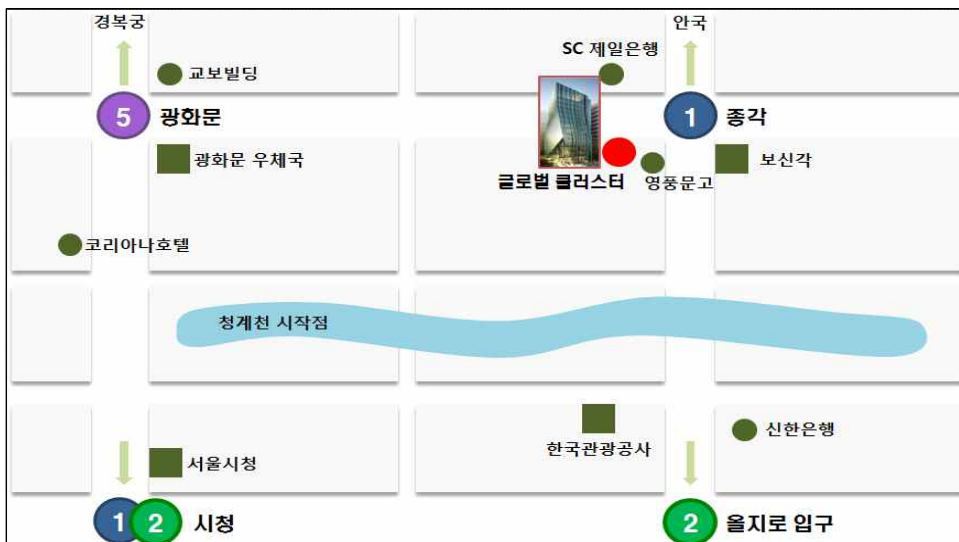 경복궁
안국
SC 제일은행
교보빌딩
5 광화문
1 종각
광화문 우체국
글로벌 클러스터
영풍문고
보신각
코리아나호텔
청계천 시작점
한국관광공사
신한은행
서울시청
1 2 시청
2 을지로 입구